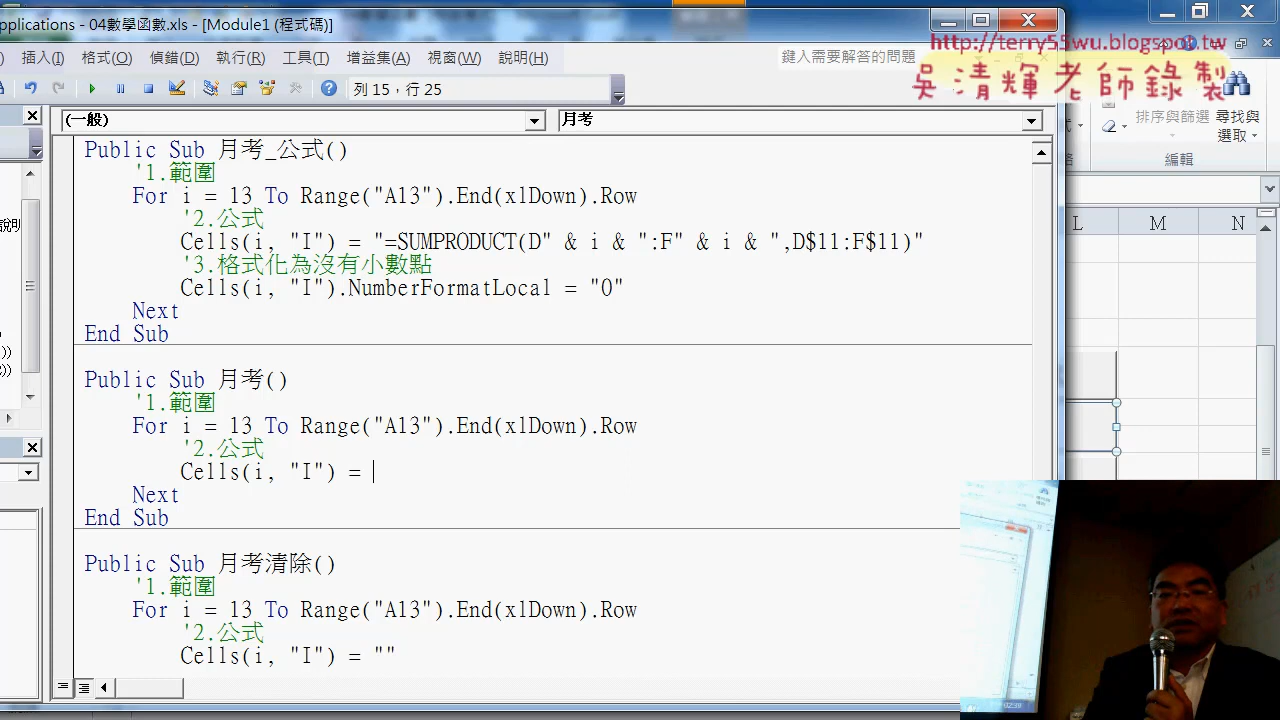 pplications - 04數學函數.xls - [Module1 (程式碼)]
http://terry55wu.blogspot.tw
吳清輝老師錄製
插入(I) 格式(O) 偵錯(D) 執行(R) 工具(T) 增益集(A) 視窗(W) 說明(H)
鍵入需要解答的問題
列 15，行 25
排序與篩選 尋找與
選取
編輯
(一般)
月考
L M N
Public Sub 月考_公式()
'1.範圍
For i = 13 To Range("A13").End(xlDown).Row
'2.公式
Cells(i, "I") = "=SUMPRODUCT(D" & i & ":F" & i & ",D$11:F$11)"
'3.格式化為沒有小數點
Cells(i, "I").NumberFormatLocal = "0"
Next
End Sub
Public Sub 月考()
'1.範圍
For i = 13 To Range("A13").End(xlDown).Row
'2.公式
Cells(i, "I") =
Next
End Sub
Public Sub 月考清除()
'1.範圍
For i = 13 To Range("A13").End(xlDown).Row
'2.公式
Cells(i, "I") = ""